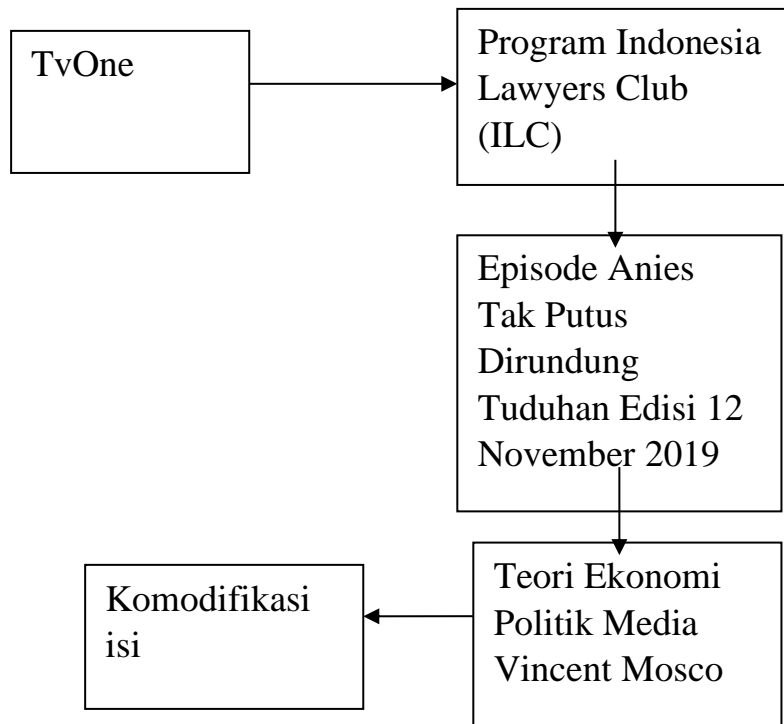 TvOne
Program Indonesia
Lawyers Club
(ILC)
Episode Anies
Tak Putus
Dirundung
Tuduhan Edisi 12
November 2019
Teori Ekonomi
Politik Media
Vincent Mosco
Komodifikasi
isi